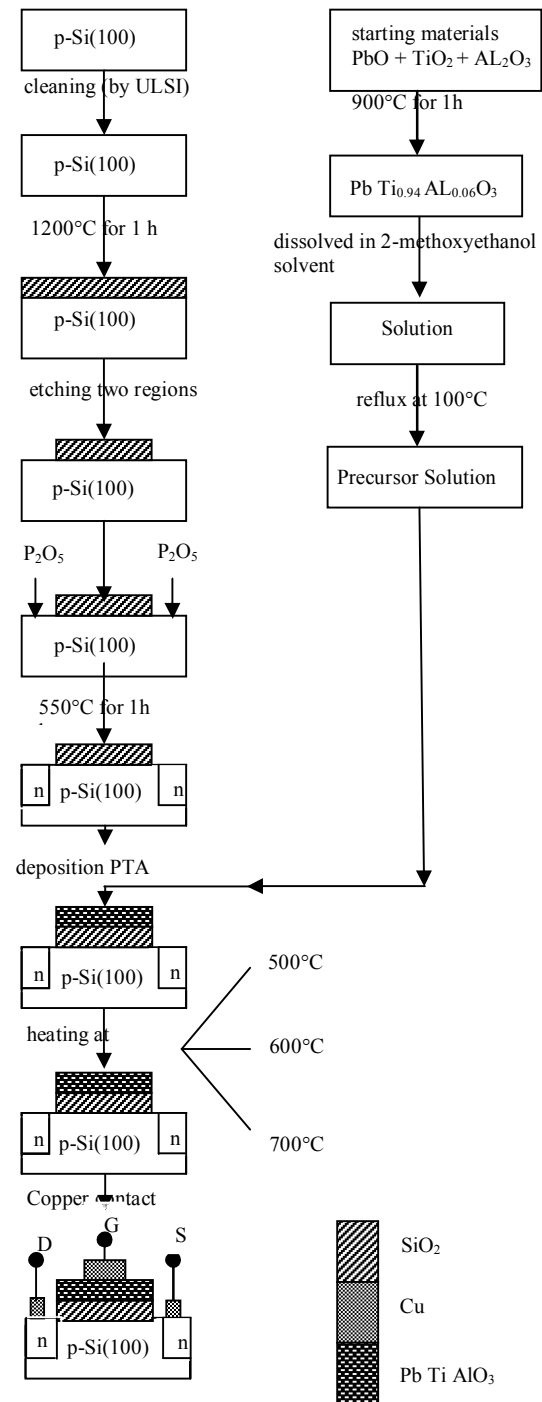 p-Si(100)
cleaning (by ULSI)
p-Si(100)
1200°C for 1 h
p-Si(100)
etching two regions
p-Si(100)
P₂O₅
P₂O₅
p-Si(100)
550°C for 1h
n
p-Si(100)
n
deposition PTA
n
p-Si(100)
n
heating at
n
p-Si(100)
n
Copper contact
D
G
S
n
p-Si(100)
n
starting materials
PbO + TiO₂ + AL₂O₃
900°C for 1h
Pb Ti₀.₉₄ AL₀.₀₆O₃
dissolved in 2-methoxyethanol
solvent
Solution
reflux at 100°C
Precursor Solution
500°C
600°C
700°C
SiO₂
Cu
Pb Ti AlO₃